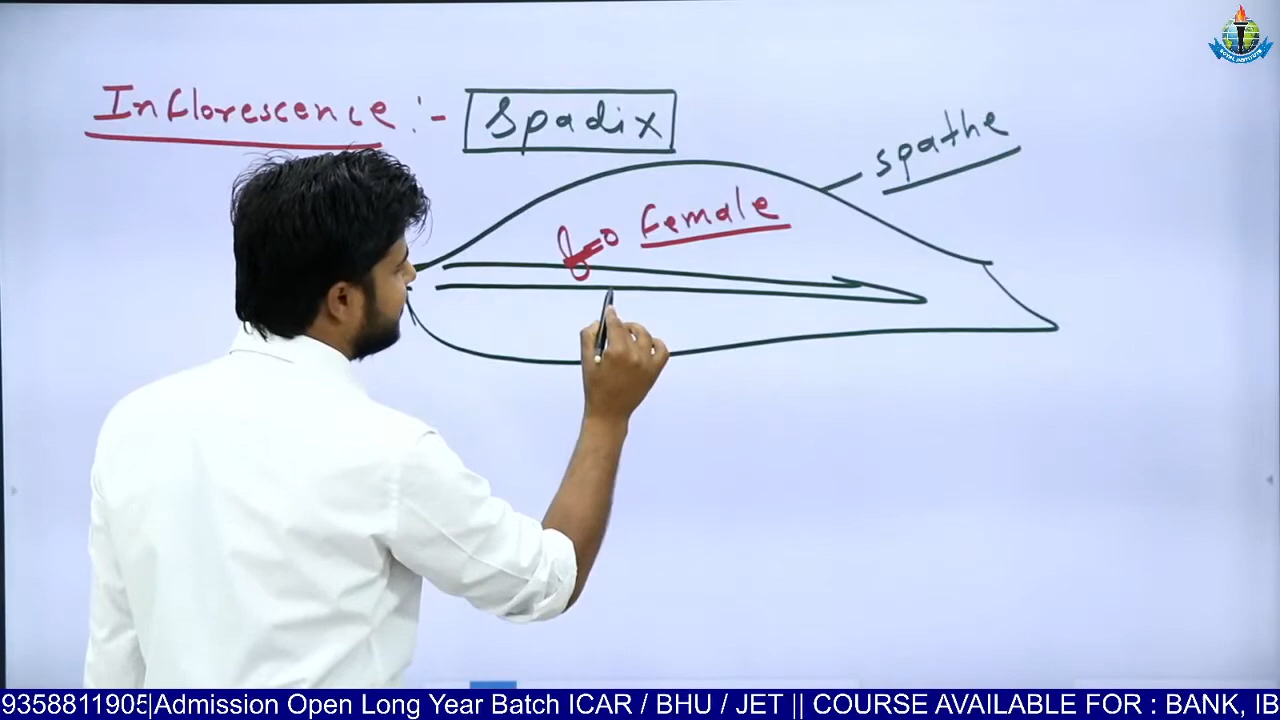 Inflorescence :- Spadix
spathe
Female
9358811905|Admission Open Long Year Batch ICAR / BHU / JET || COURSE AVAILABLE FOR : BANK, IB